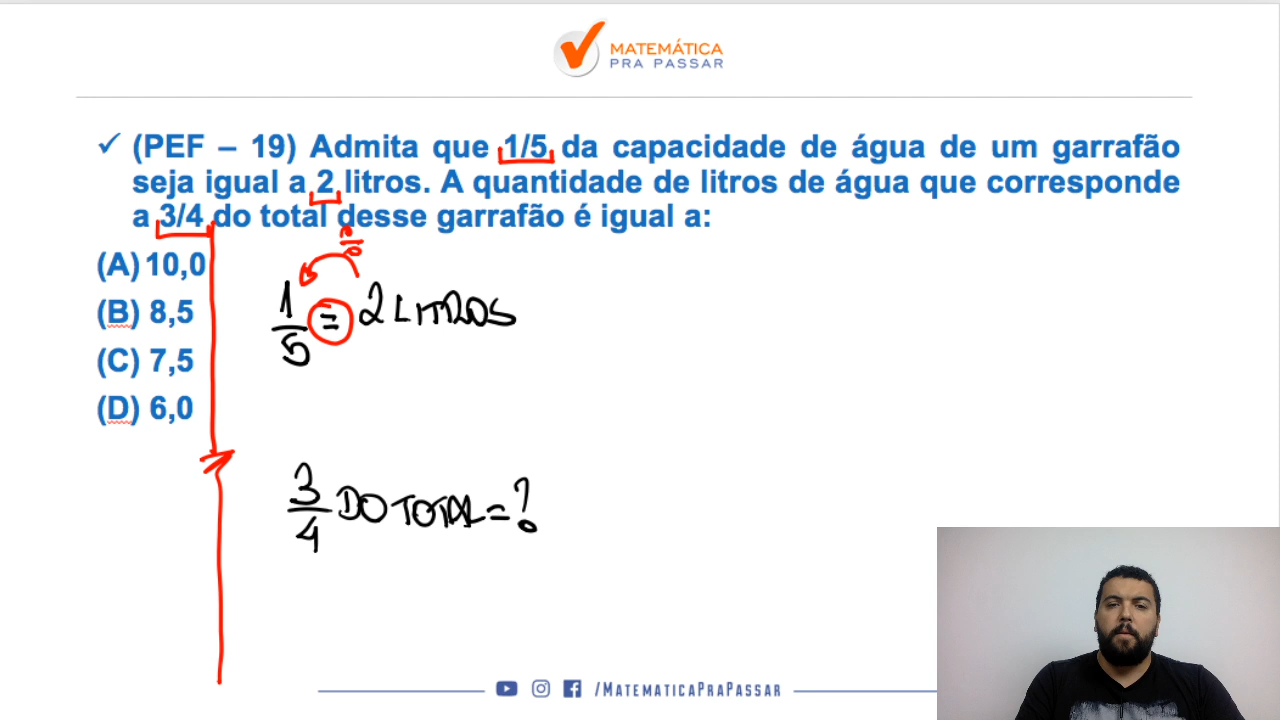 MATEMÁTICA
PRA PASSAR
(PEF – 19) Admita que 1/5 da capacidade de água de um garrafão
seja igual a 2 litros. A quantidade de litros de água que corresponde
a 3/4 do total desse garrafão é igual a:
(A) 10,0
(B) 8,5
(C) 7,5
(D) 6,0
1/5 = 2 LITROS
3/4 DO TOTAL = ?
/MATEMATICAPRAPASSAR